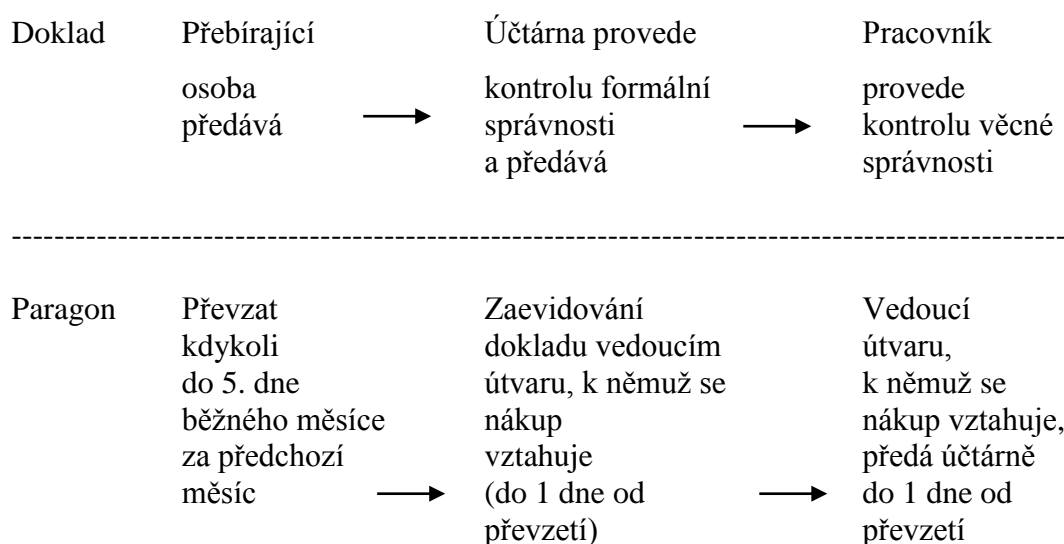 Doklad Přebírající Účtárna provede Pracovník
osoba kontrolu formální provede
předává správnosti kontrolu věcné
a předává správnosti
Paragon Převzat Zaevidování Vedoucí
kdykoli dokladu vedoucím útvaru,
do 5. dne útvaru, k němuž se k němuž se
běžného měsíce nákup nákup vztahuje,
za předchozí vztahuje předá účtárně
měsíc (do 1 dne od do 1 dne od
převzetí) převzetí